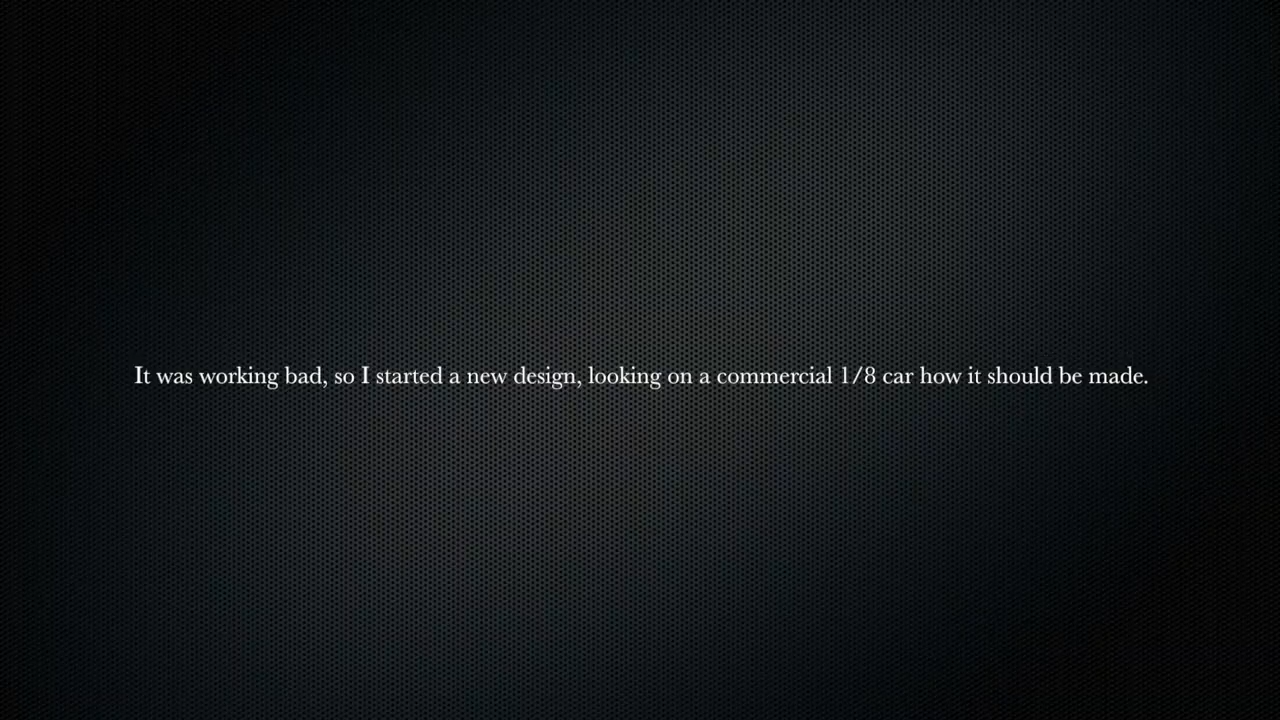 It was working bad, so I started a new design, looking on a commercial 1/8 car how it should be made.